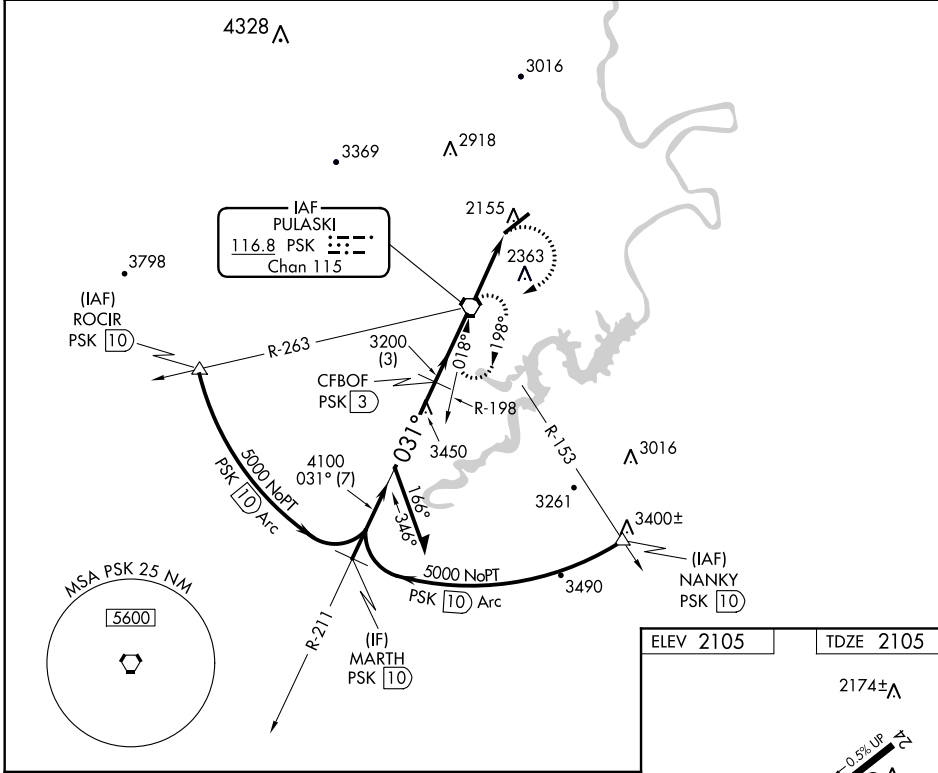 4328
3016
2918
3369
IAF
PULASKI
116.8 PSK
Chan 115
2155
2363
3798
(IAF)
ROCIR
PSK 10
R-263
3200
(3)
018°
198°
CFBOF
PSK 3
R-198
3450
031°
R-153
3016
3261
4100
031° (7)
5000 NoPT
PSK 10 Arc
166°
346°
3400±
(IAF)
NANKY
PSK 10
5000 NoPT
PSK 10 Arc
3490
MSA PSK 25 NM
5600
R-211
(IF)
MARTH
PSK 10
ELEV 2105
TDZE 2105
2174±
24
0.5% UP